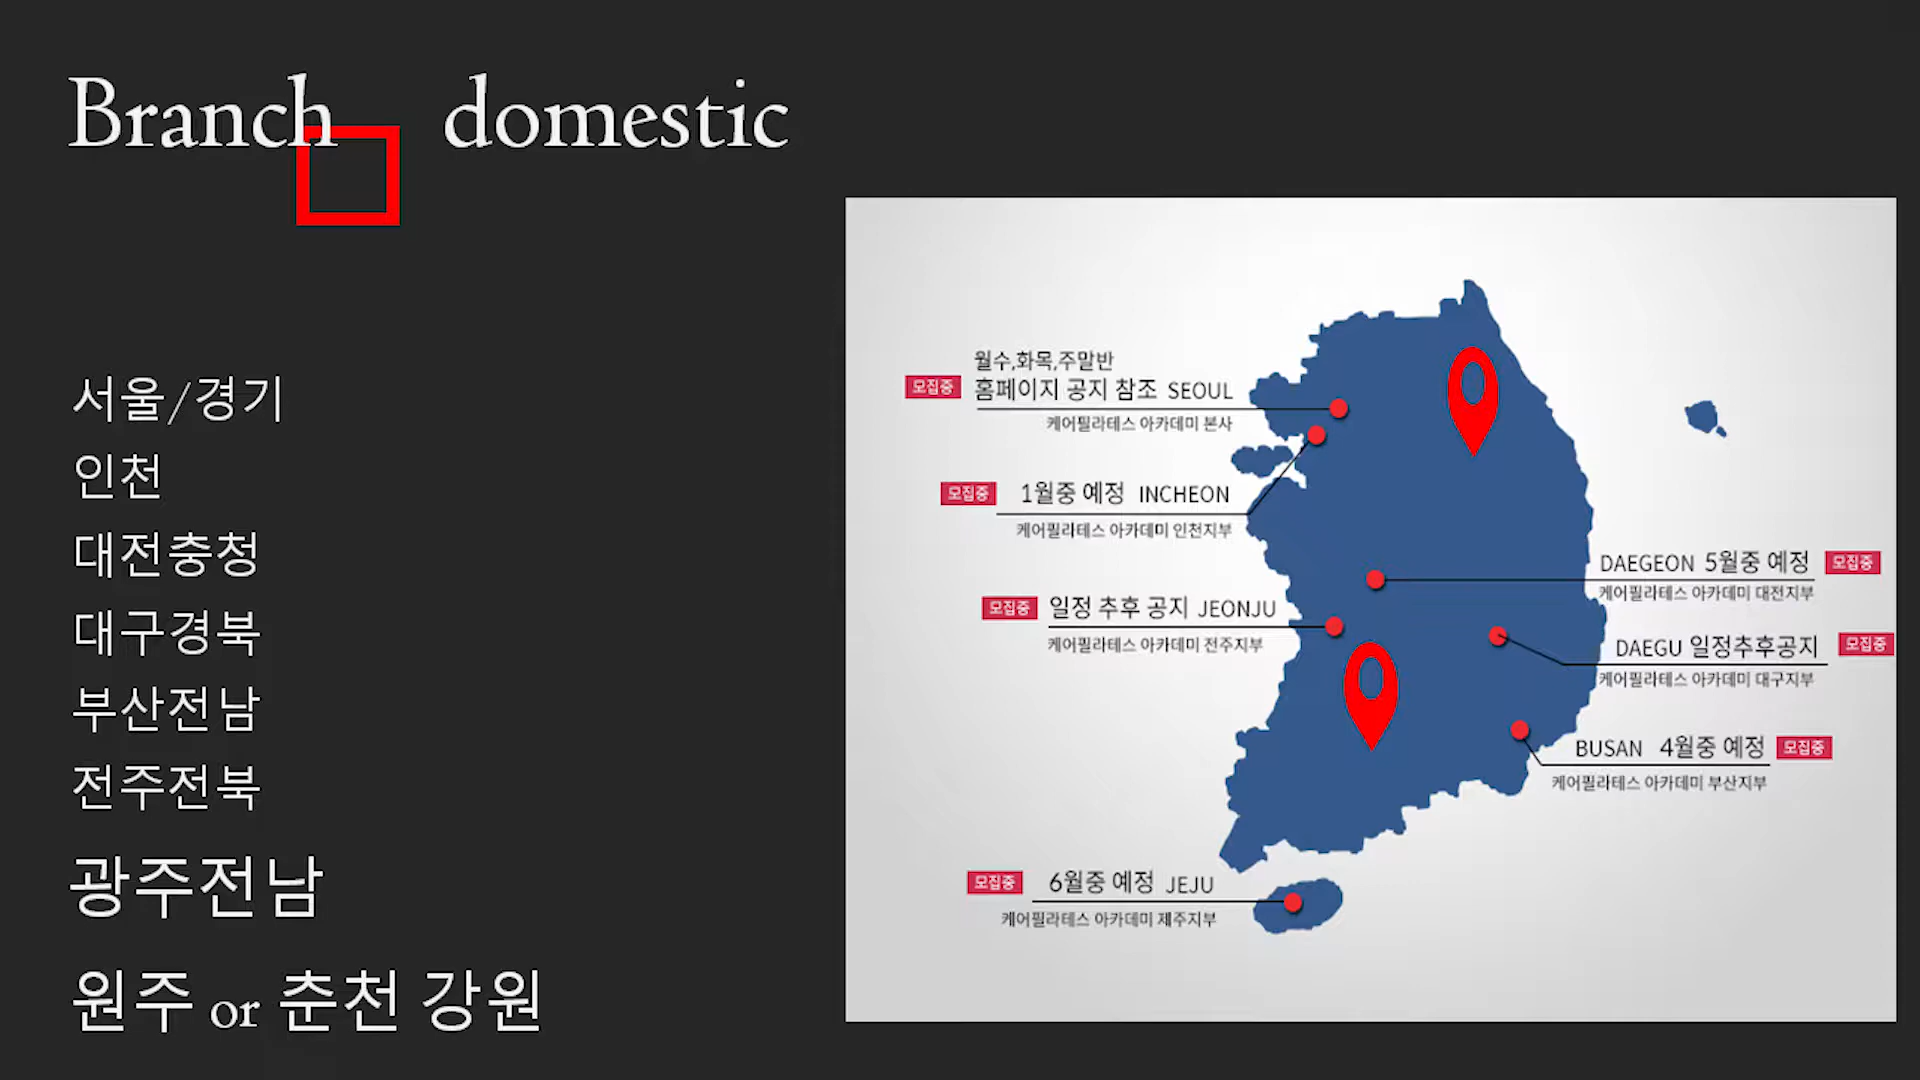 Branch domestic
서울/경기
인천
대전충청
대구경북
부산전남
전주전북
광주전남
원주 or 춘천 강원
월수,화목,주말반
모집중 홈페이지 공지 참조 SEOUL
케어필라테스 아카데미 본사
모집중 1월중 예정 INCHEON
케어필라테스 아카데미 인천지부
DAEGEON 5월중 예정 모집중
케어필라테스 아카데미 대전지부
모집중 일정 추후 공지 JEONJU
케어필라테스 아카데미 전주지부
DAEGU 일정추후공지 모집중
케어필라테스 아카데미 대구지부
BUSAN 4월중 예정 모집중
케어필라테스 아카데미 부산지부
모집중 6월중 예정 JEJU
케어필라테스 아카데미 제주지부